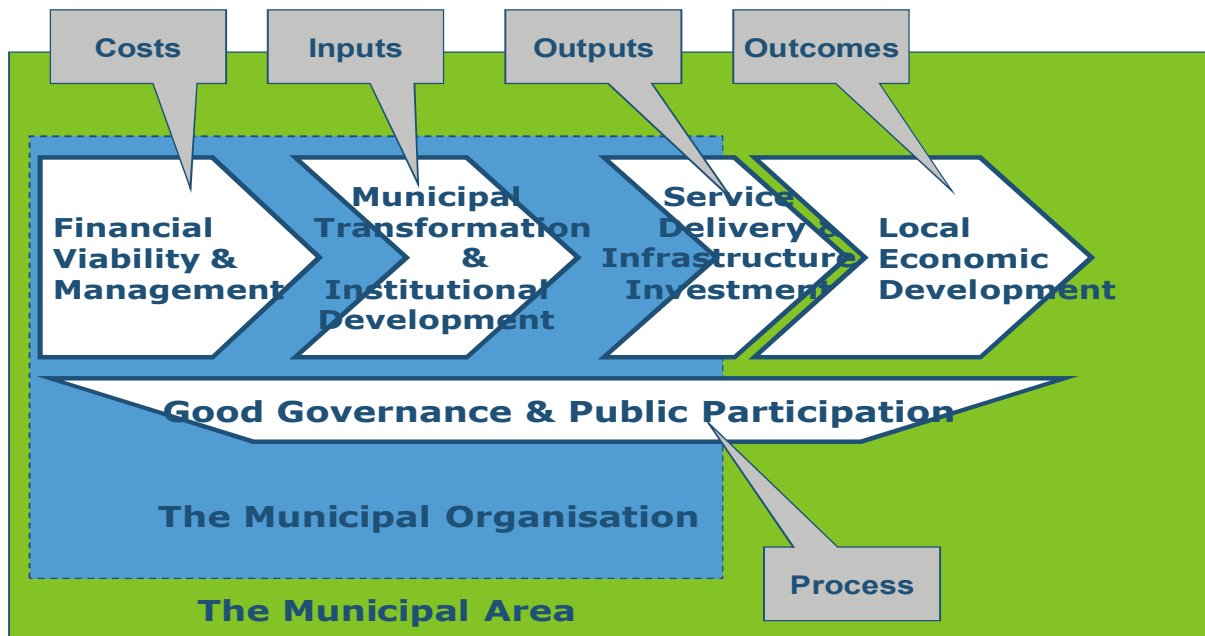 Costs
Inputs
Outputs
Outcomes
Financial
Viability &
Management
Municipal
Transformation
&
Institutional
Development
Service
Delivery &
Infrastructure
Investment
Local
Economic
Development
Good Governance & Public Participation
The Municipal Organisation
Process
The Municipal Area